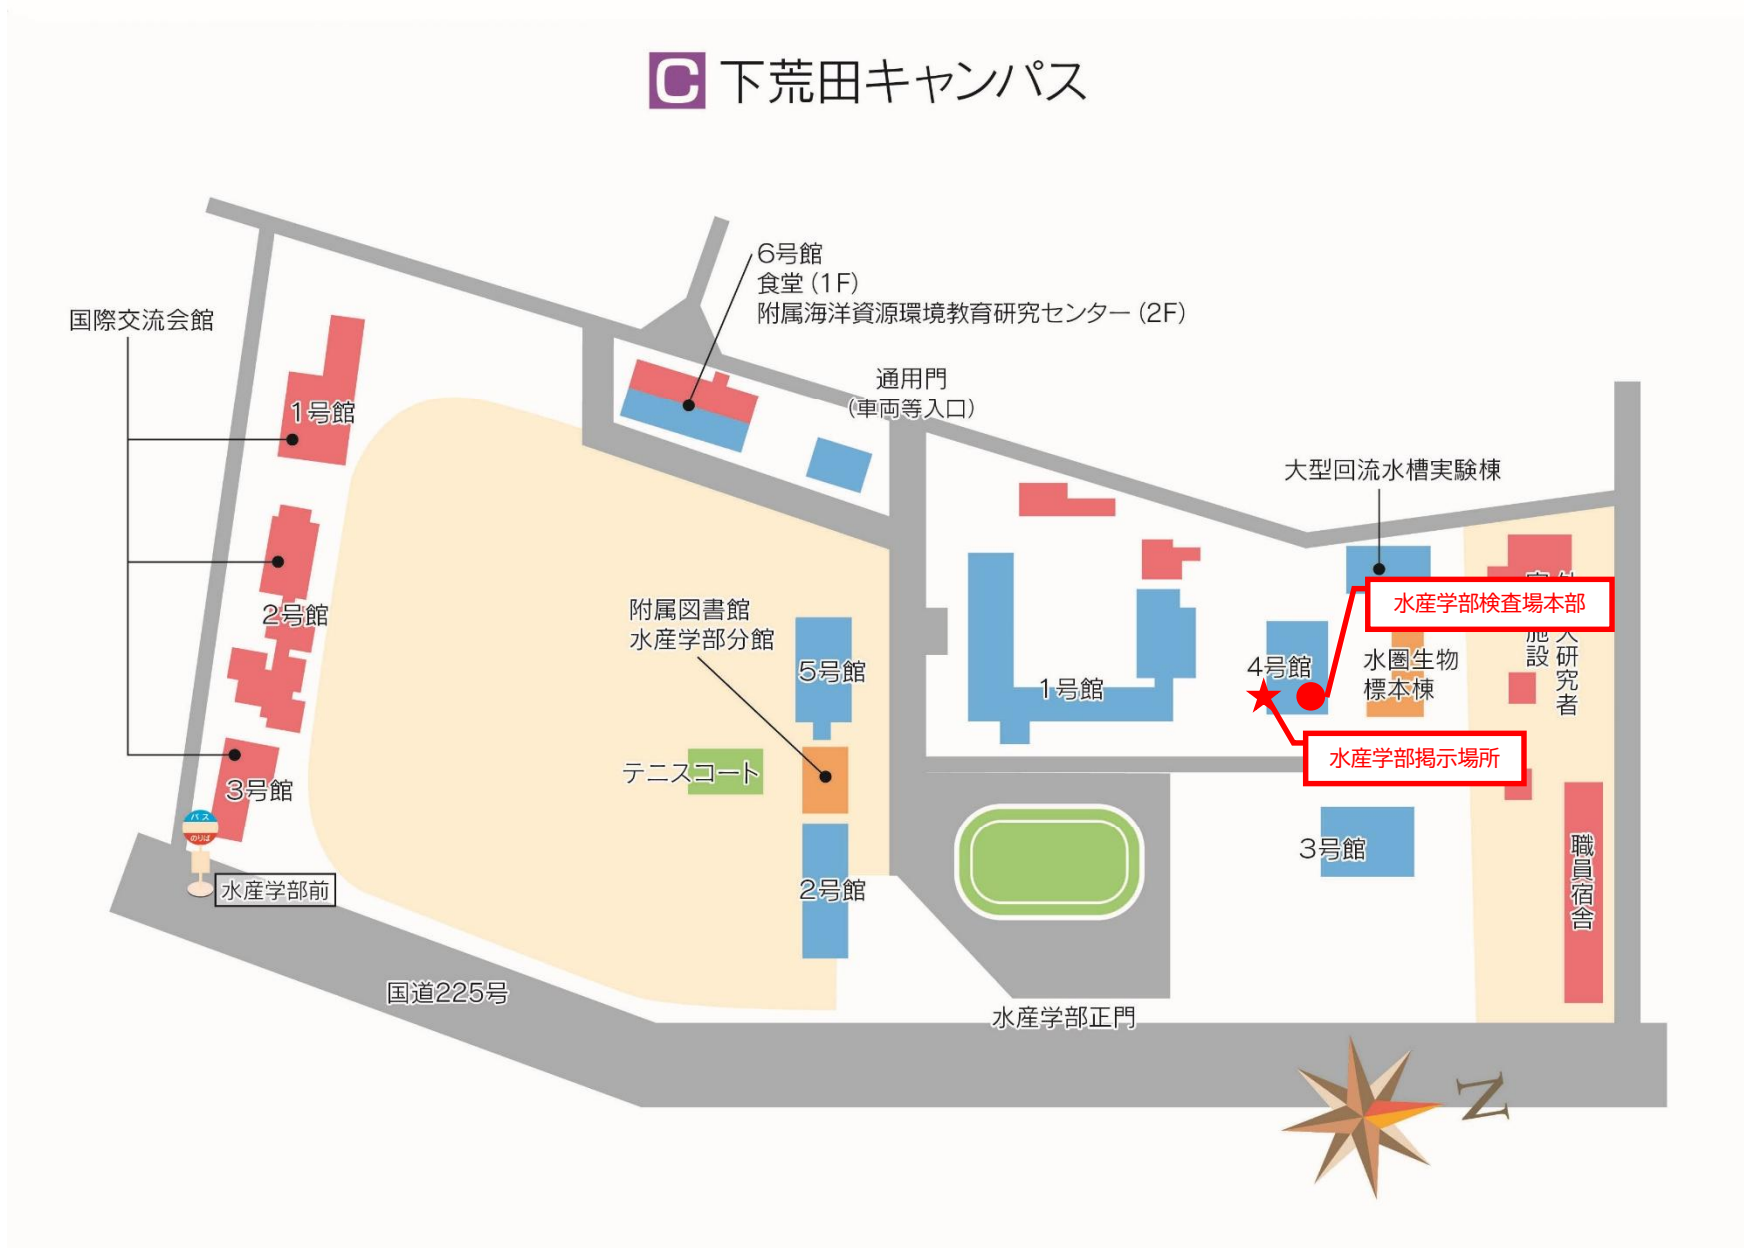 C 下荒田キャンパス
6号館
食堂(1F)
附属海洋資源環境教育研究センター(2F)
国際交流会館
通用門
(車両等入口)
1号館
大型回流水槽実験棟
水産学部検査場本部
附属図書館
水産学部分館
2号館
5号館
1号館
4号館
水圏生物
標本棟
施設
研究者
水産学部掲示場所
テニスコート
3号館
バス
のりば
水産学部前
2号館
3号館
職員宿舎
国道225号
水産学部正門
N